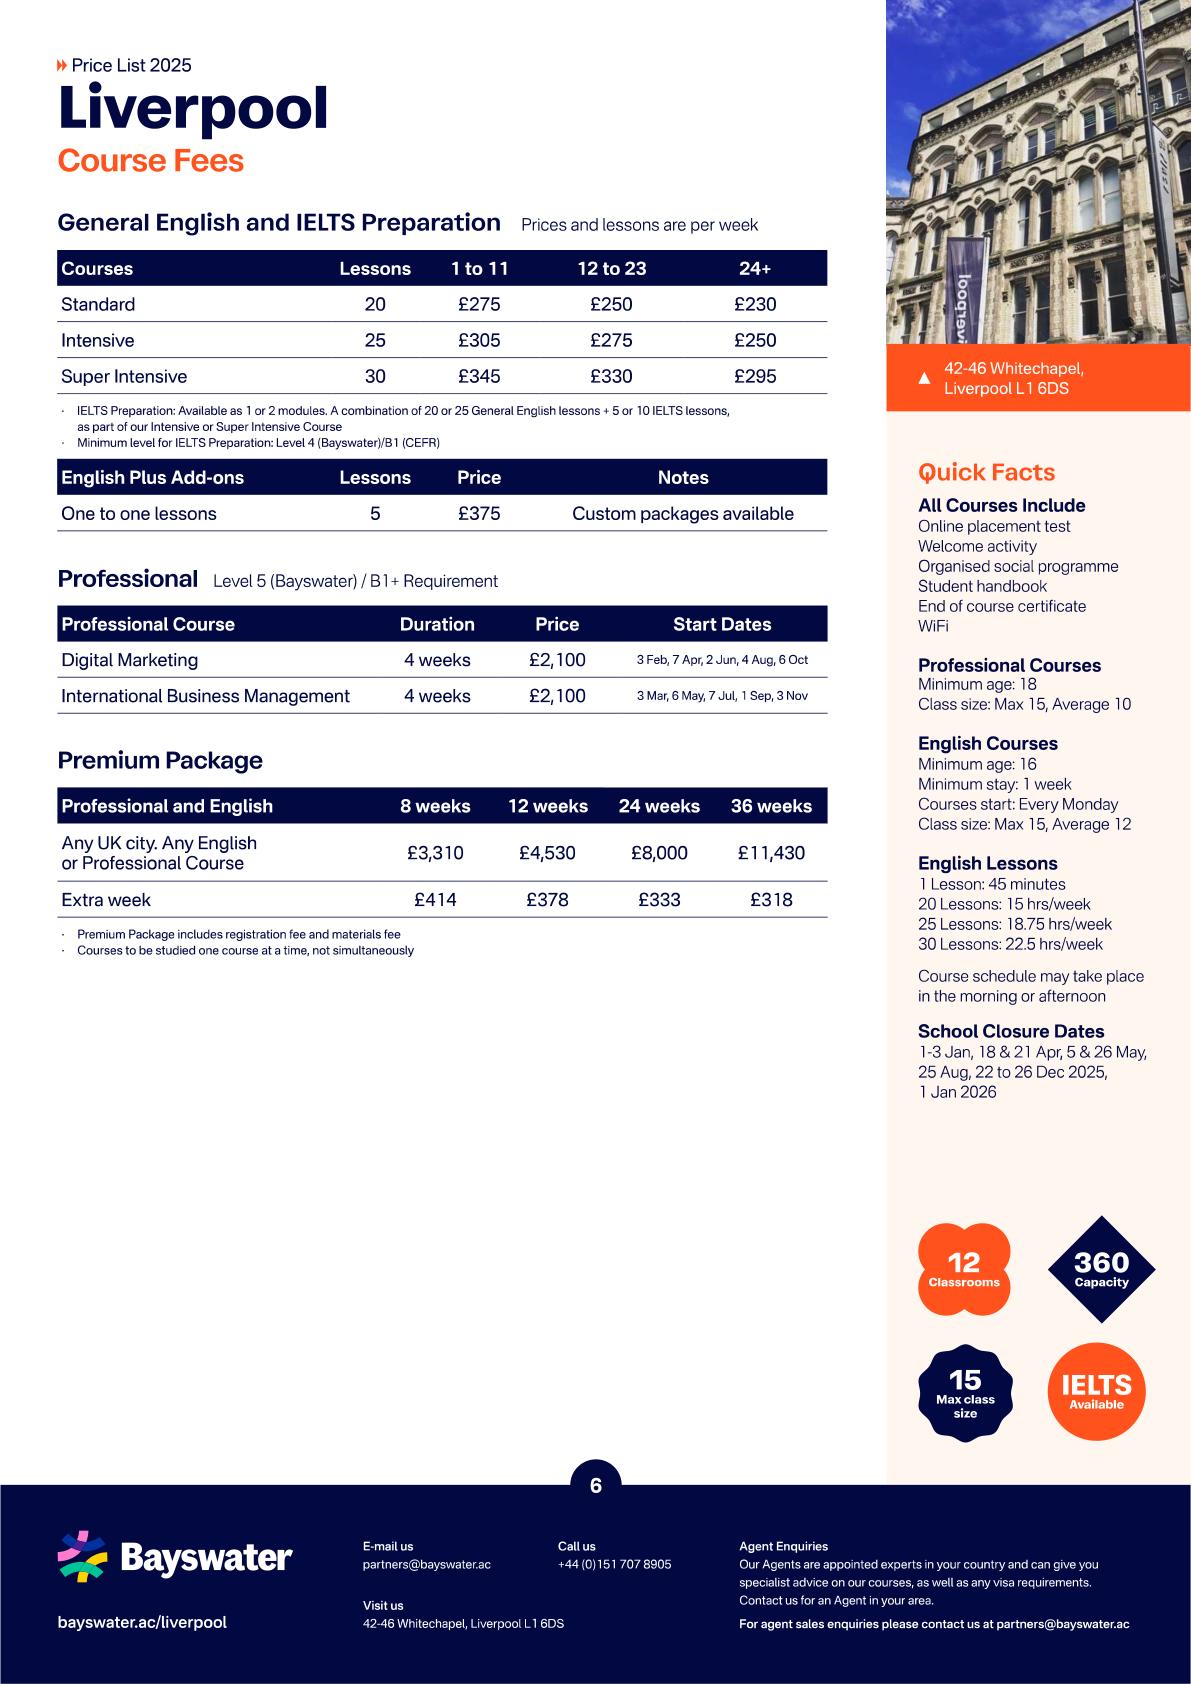 Price List 2025
Liverpool
Course Fees
General English and IELTS Preparation Prices and lessons are per week
Courses Lessons 1 to 11 12 to 23 24+
Standard 20 £275 £250 £230
Intensive 25 £305 £275 £250
Super Intensive 30 £345 £330 £295
· IELTS Preparation: Available as 1 or 2 modules. A combination of 20 or 25 General English lessons + 5 or 10 IELTS lessons,
as part of our Intensive or Super Intensive Course
· Minimum level for IELTS Preparation: Level 4 (Bayswater)/B1 (CEFR)
English Plus Add-ons Lessons Price Notes
One to one lessons 5 £375 Custom packages available
Professional Level 5 (Bayswater) / B1+ Requirement
Professional Course Duration Price Start Dates
Digital Marketing 4 weeks £2,100 3 Feb, 7 Apr, 2 Jun, 4 Aug, 6 Oct
International Business Management 4 weeks £2,100 3 Mar, 6 May, 7 Jul, 1 Sep, 3 Nov
Premium Package
Professional and English 8 weeks 12 weeks 24 weeks 36 weeks
Any UK city. Any English
or Professional Course £3,310 £4,530 £8,000 £11,430
Extra week £414 £378 £333 £318
· Premium Package includes registration fee and materials fee
· Courses to be studied one course at a time, not simultaneously
42-46 Whitechapel,
Liverpool L1 6DS
Quick Facts
All Courses Include
Online placement test
Welcome activity
Organised social programme
Student handbook
End of course certificate
WiFi
Professional Courses
Minimum age: 18
Class size: Max 15, Average 10
English Courses
Minimum age: 16
Minimum stay: 1 week
Courses start: Every Monday
Class size: Max 15, Average 12
English Lessons
1 Lesson: 45 minutes
20 Lessons: 15 hrs/week
25 Lessons: 18.75 hrs/week
30 Lessons: 22.5 hrs/week
Course schedule may take place
in the morning or afternoon
School Closure Dates
1-3 Jan, 18 & 21 Apr, 5 & 26 May,
25 Aug, 22 to 26 Dec 2025,
1 Jan 2026
12
Classrooms
360
Capacity
15
Max class
size
IELTS
Available
6
Bayswater
bayswater.ac/liverpool
E-mail us
partners@bayswater.ac
Call us
+44 (0)151 707 8905
Visit us
42-46 Whitechapel, Liverpool L1 6DS
Agent Enquiries
Our Agents are appointed experts in your country and can give you
specialist advice on our courses, as well as any visa requirements.
Contact us for an Agent in your area.
For agent sales enquiries please contact us at partners@bayswater.ac